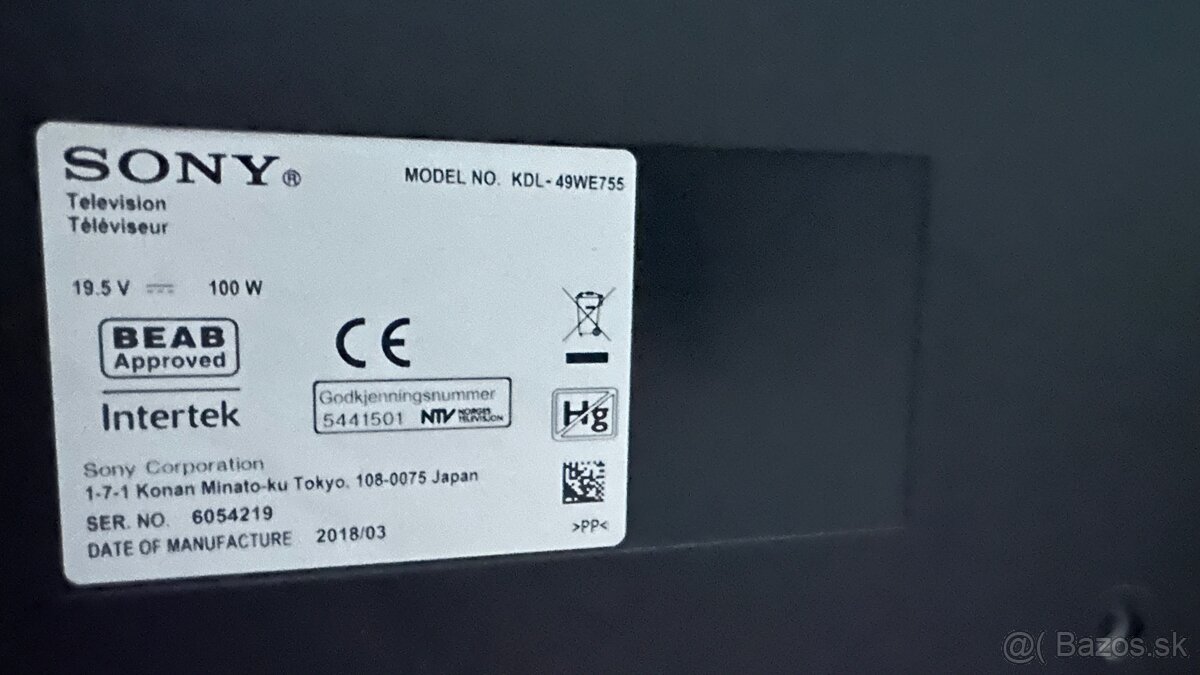 SONY®
MODEL NO. KDL-49WE755
Television
Téléviseur
19.5 V 100 W
BEAB
Approved
CE
Intertek
Godkjenningsnummer
5441501 NTV NORGES TELEVISJON
Hg
Sony Corporation
1-7-1 Konan Minato-ku Tokyo, 108-0075 Japan
SER. NO. 6054219
DATE OF MANUFACTURE 2018/03
>PP<
@( Bazos.sk